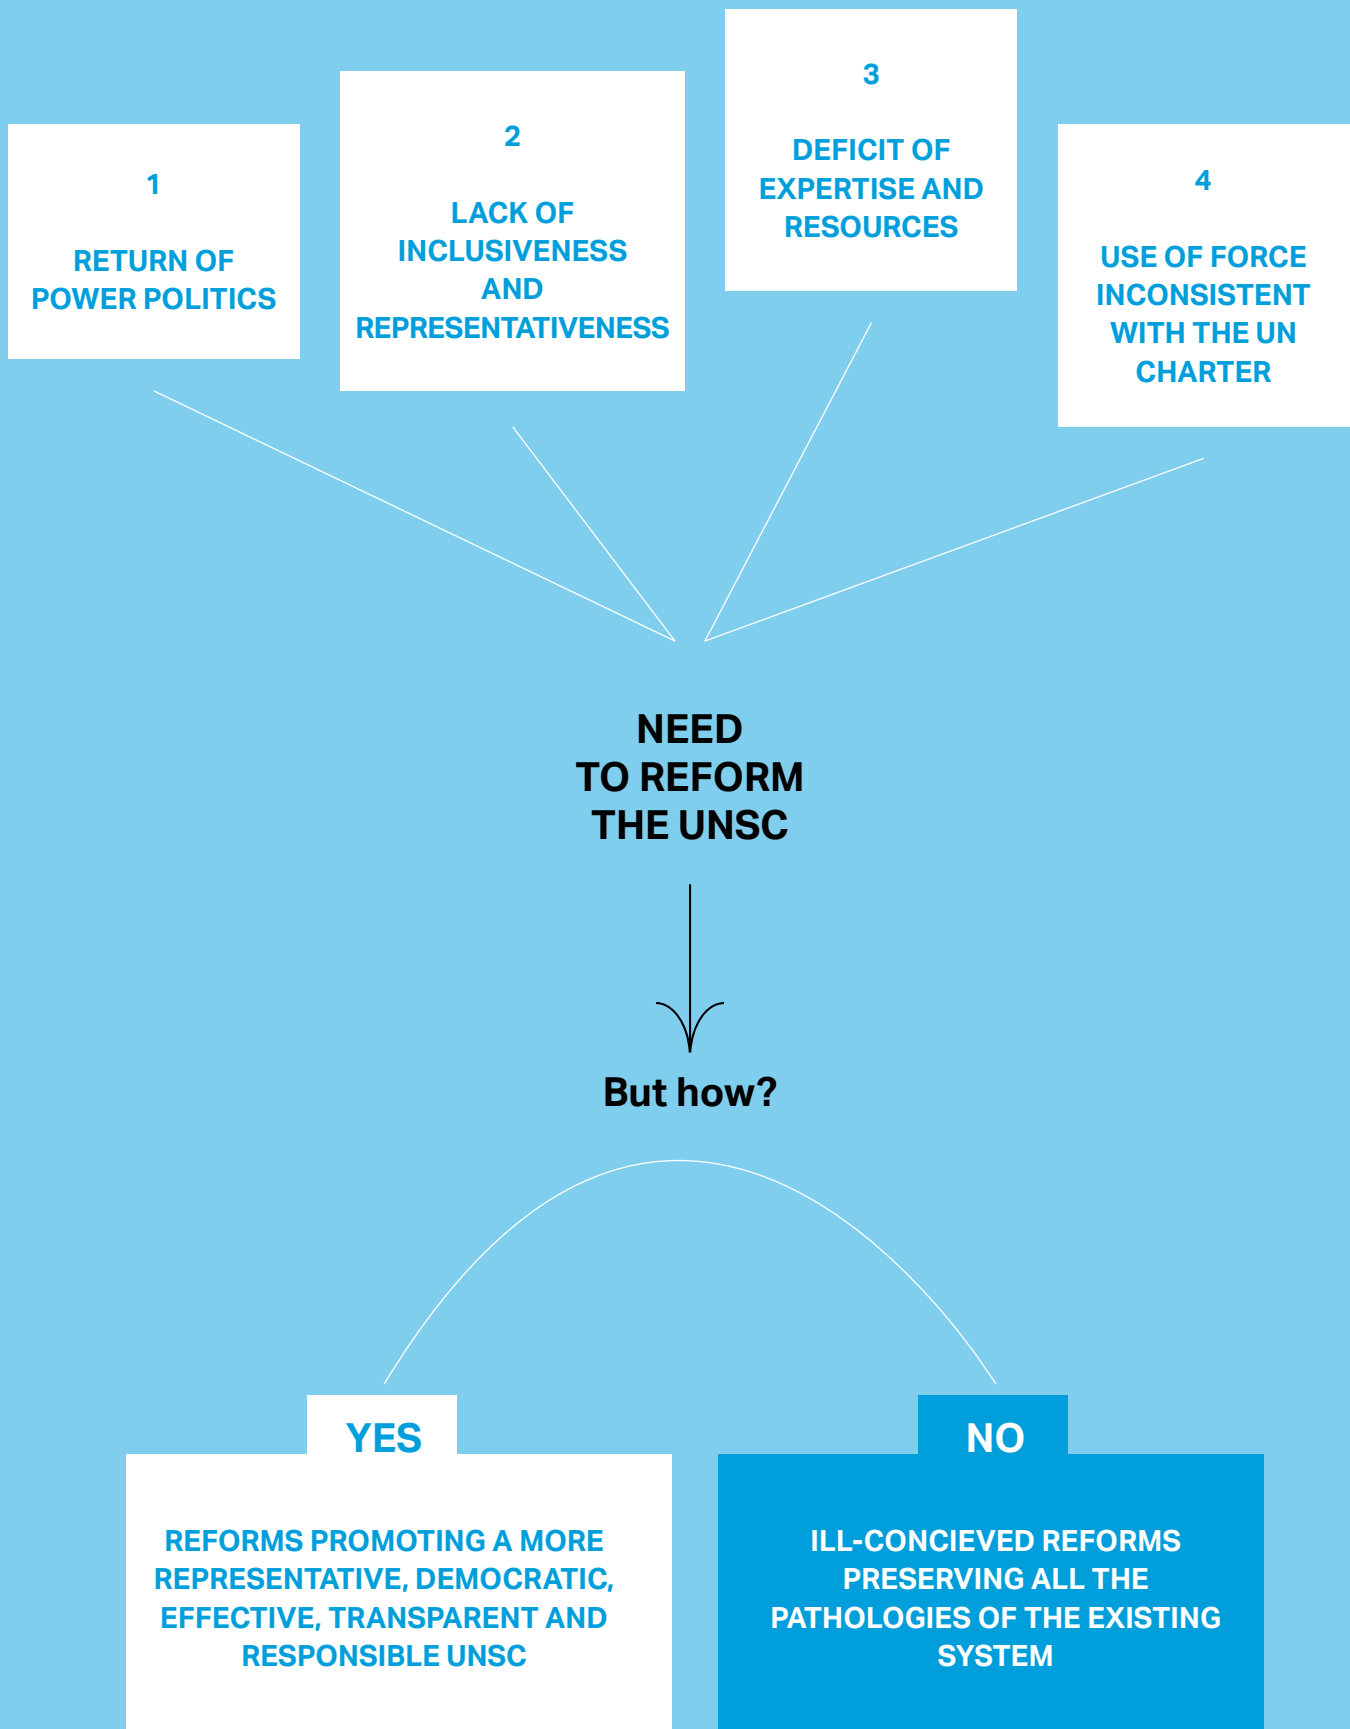 1
RETURN OF
POWER POLITICS
2
LACK OF
INCLUSIVENESS
AND
REPRESENTATIVENESS
3
DEFICIT OF
EXPERTISE AND
RESOURCES
4
USE OF FORCE
INCONSISTENT
WITH THE UN
CHARTER
NEED
TO REFORM
THE UNSC
But how?
YES
REFORMS PROMOTING A MORE
REPRESENTATIVE, DEMOCRATIC,
EFFECTIVE, TRANSPARENT AND
RESPONSIBLE UNSC
NO
ILL-CONCIEVED REFORMS
PRESERVING ALL THE
PATHOLOGIES OF THE EXISTING
SYSTEM